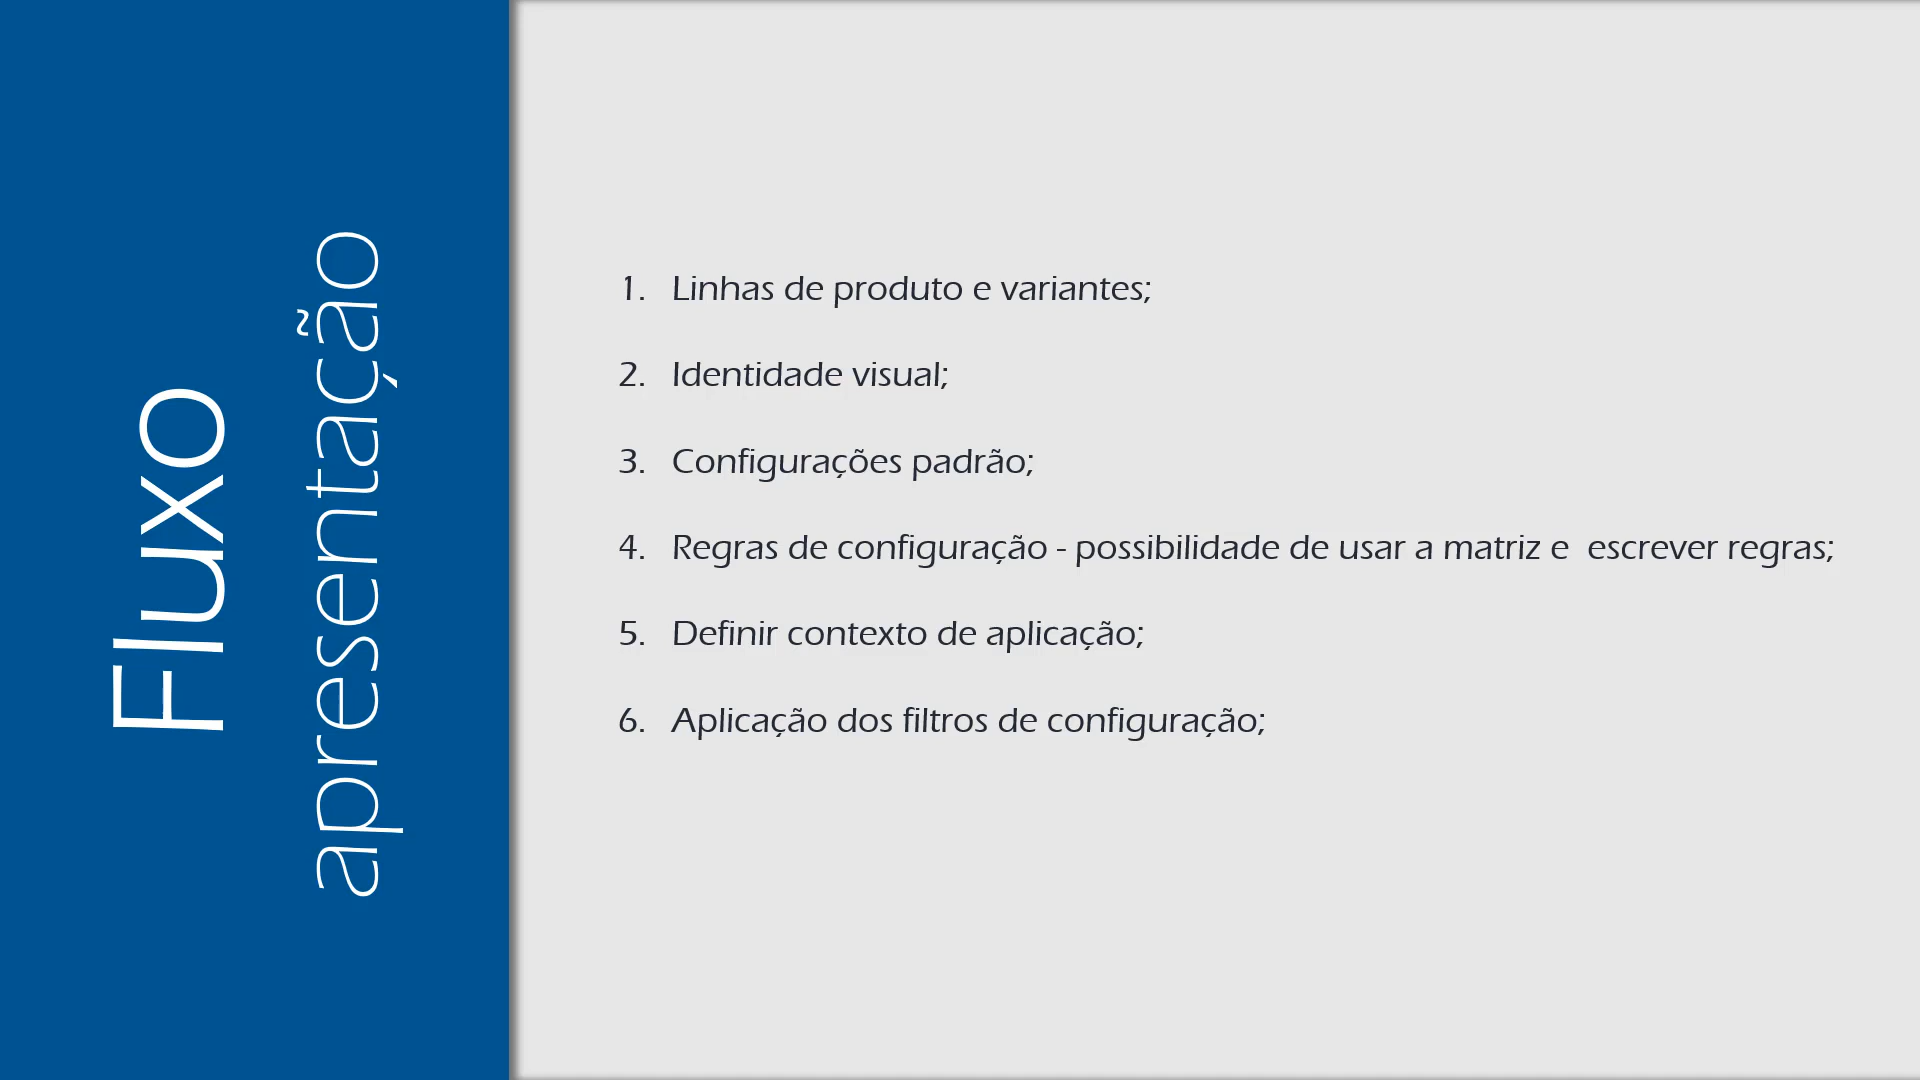 Fluxo
apresentação
1. Linhas de produto e variantes;
2. Identidade visual;
3. Configurações padrão;
4. Regras de configuração - possibilidade de usar a matriz e  escrever regras;
5. Definir contexto de aplicação;
6. Aplicação dos filtros de configuração;